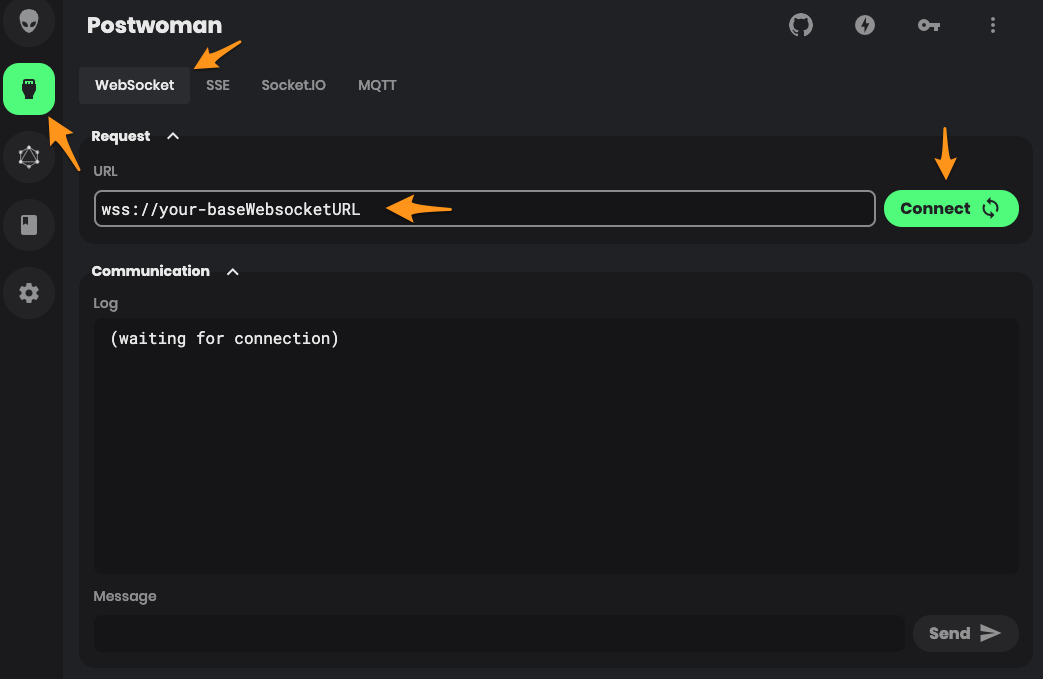 Postwoman
WebSocket SSE Socket.IO MQTT
Request
URL
wss://your-baseWebsocketURL
Connect
Communication
Log
(waiting for connection)
Message
Send